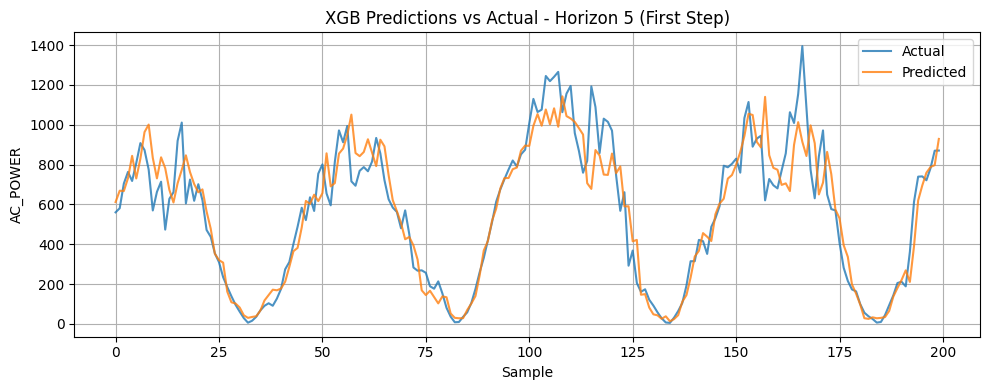 XGB Predictions vs Actual - Horizon 5 (First Step)
1400
1200
1000
800
600
400
200
0
AC_POWER
Actual
Predicted
0 25 50 75 100 125 150 175 200
Sample